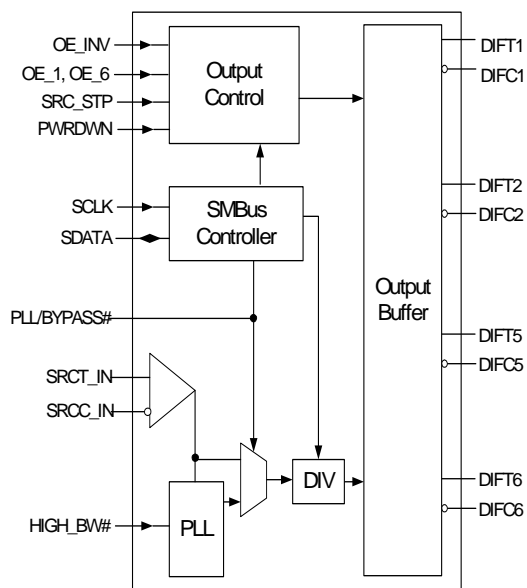 OE_INV
OE_1, OE_6
SRC_STP
PWRDWN
Output
Control
SCLK
SDATA
SMBus
Controller
PLL/BYPASS#
SRCT_IN
SRCC_IN
HIGH_BW#
PLL
DIV
Output
Buffer
DIFT1
DIFC1
DIFT2
DIFC2
DIFT5
DIFC5
DIFT6
DIFC6